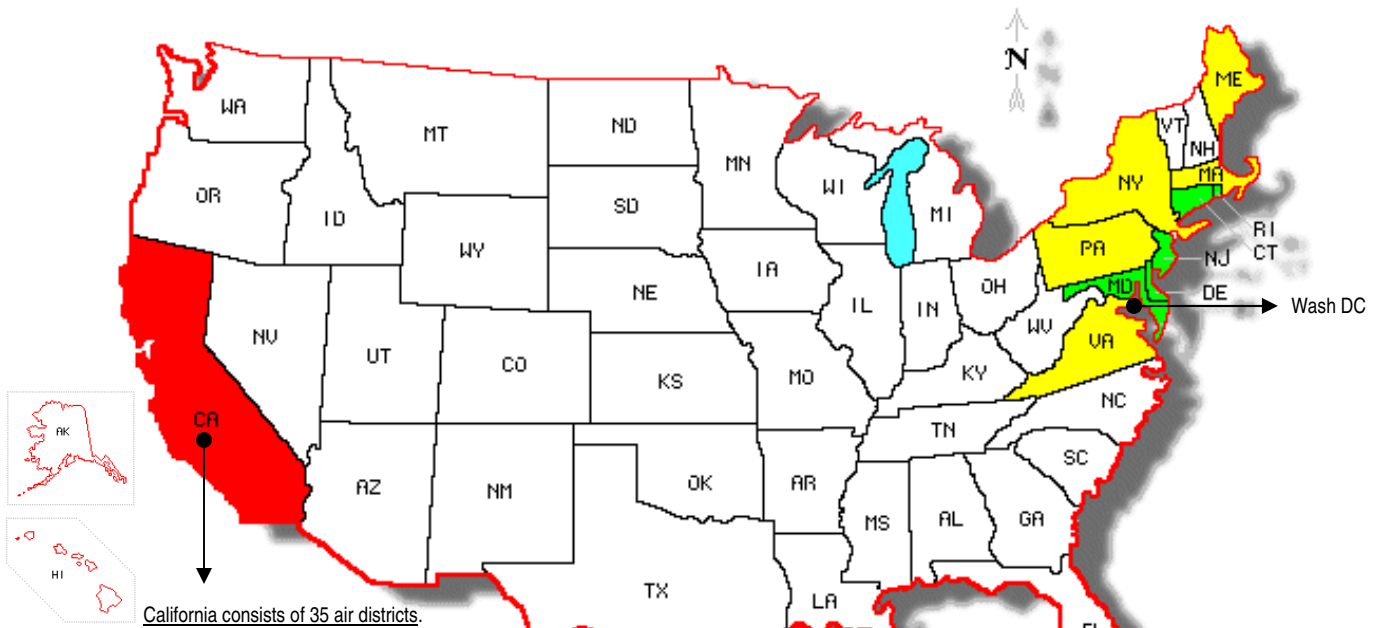 N
ME
WA
MT
ND
VT
NH
MN
OR
ID
SD
WI
MI
NY
MA
WY
RI
CT
PA
NJ
IA
NE
OH
MD
DE
IL
IN
Wash DC
NV
UT
CO
WV
VA
KS
MO
KY
CA
NC
AK
TN
SC
AZ
NM
OK
AR
MS
AL
GA
HI
TX
LA
FL
California consists of 35 air districts.